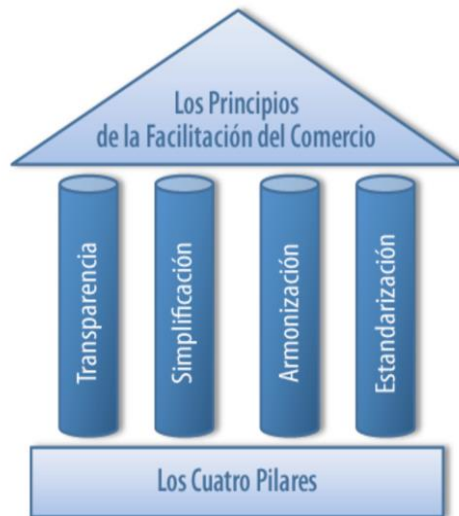 Los Principios
de la Facilitación del Comercio
Transparencia
Simplificación
Armonización
Estandarización
Los Cuatro Pilares